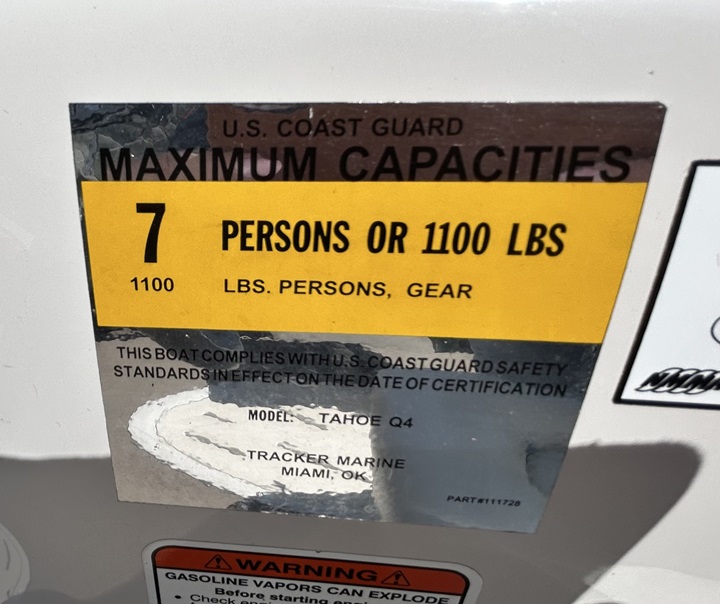 U.S. COAST GUARD
MAXIMUM CAPACITIES
7 PERSONS OR 1100 LBS
1100 LBS. PERSONS, GEAR
THIS BOAT COMPLIES WITH U.S. COAST GUARD SAFETY
STANDARDS IN EFFECT ON THE DATE OF CERTIFICATION
MODEL: TAHOE Q4
TRACKER MARINE
MIAMI, OK
PART#111728
WARNING
GASOLINE VAPORS CAN EXPLODE
Before starting
• Check